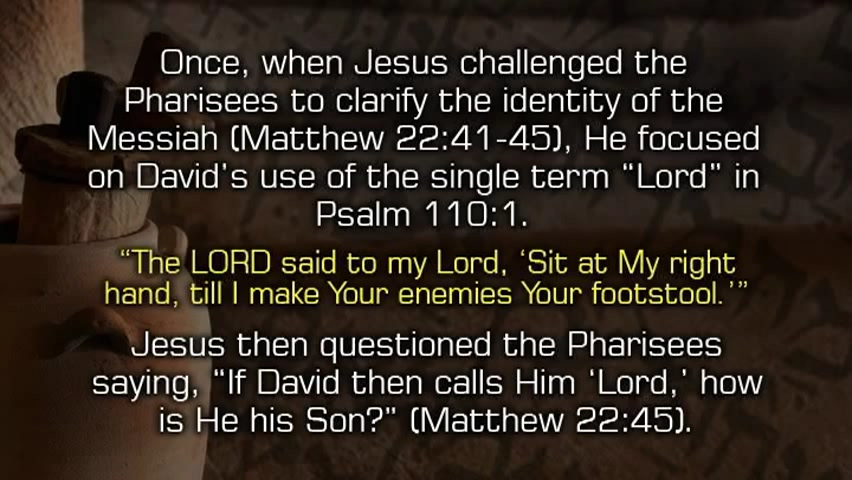 Once, when Jesus challenged the
Pharisees to clarify the identity of the
Messiah (Matthew 22:41-45), He focused
on David's use of the single term “Lord” in
Psalm 110:1.
“The LORD said to my Lord, ‘Sit at My right
hand, till I make Your enemies Your footstool.’”
Jesus then questioned the Pharisees
saying, “If David then calls Him ‘Lord,’ how
is He his Son?” (Matthew 22:45).